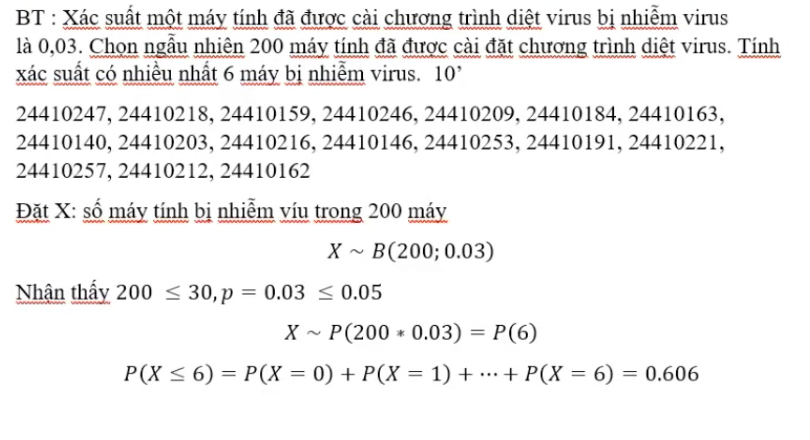 BT : Xác suất một máy tính đã được cài chương trình diệt virus bị nhiễm virus
là 0,03. Chọn ngẫu nhiên 200 máy tính đã được cài đặt chương trình diệt virus. Tính
xác suất có nhiều nhất 6 máy bị nhiễm virus. 10’
24410247, 24410218, 24410159, 24410246, 24410209, 24410184, 24410163,
24410140, 24410203, 24410216, 24410146, 24410253, 24410191, 24410221,
24410257, 24410212, 24410162
Đặt X: số máy tính bị nhiễm víu trong 200 máy
X ~ B(200; 0.03)
Nhận thấy 200 ≤ 30, p = 0.03 ≤ 0.05
X ~ P(200 * 0.03) = P(6)
P(X ≤ 6) = P(X = 0) + P(X = 1) + ⋯ + P(X = 6) = 0.606